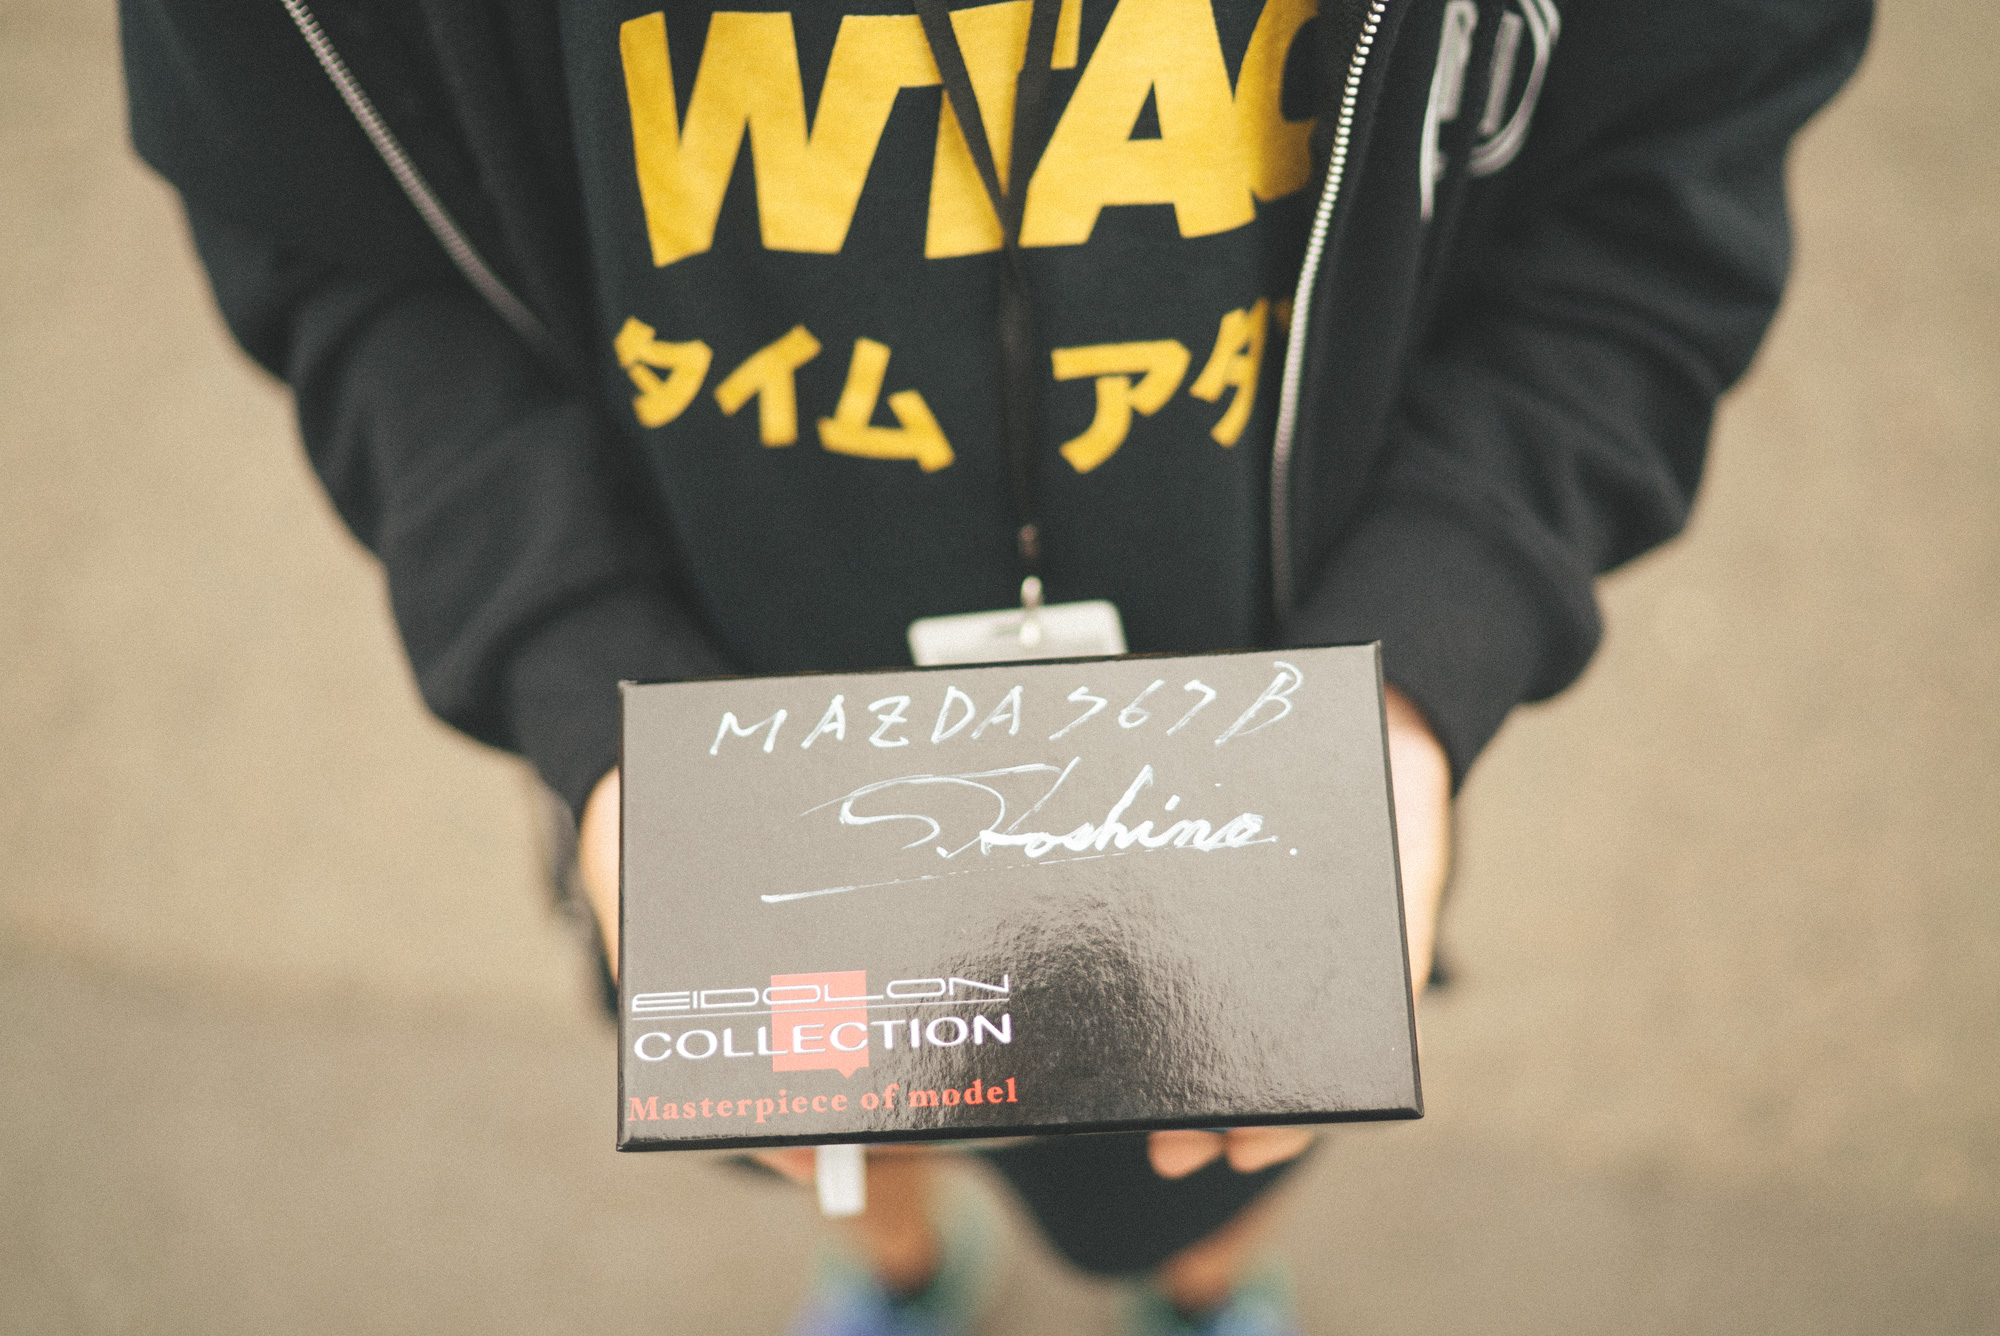 WTAC
タイム アタ
MAZDA 767B
S. Hoshino.
EIDOLON
COLLECTION
Masterpiece of model